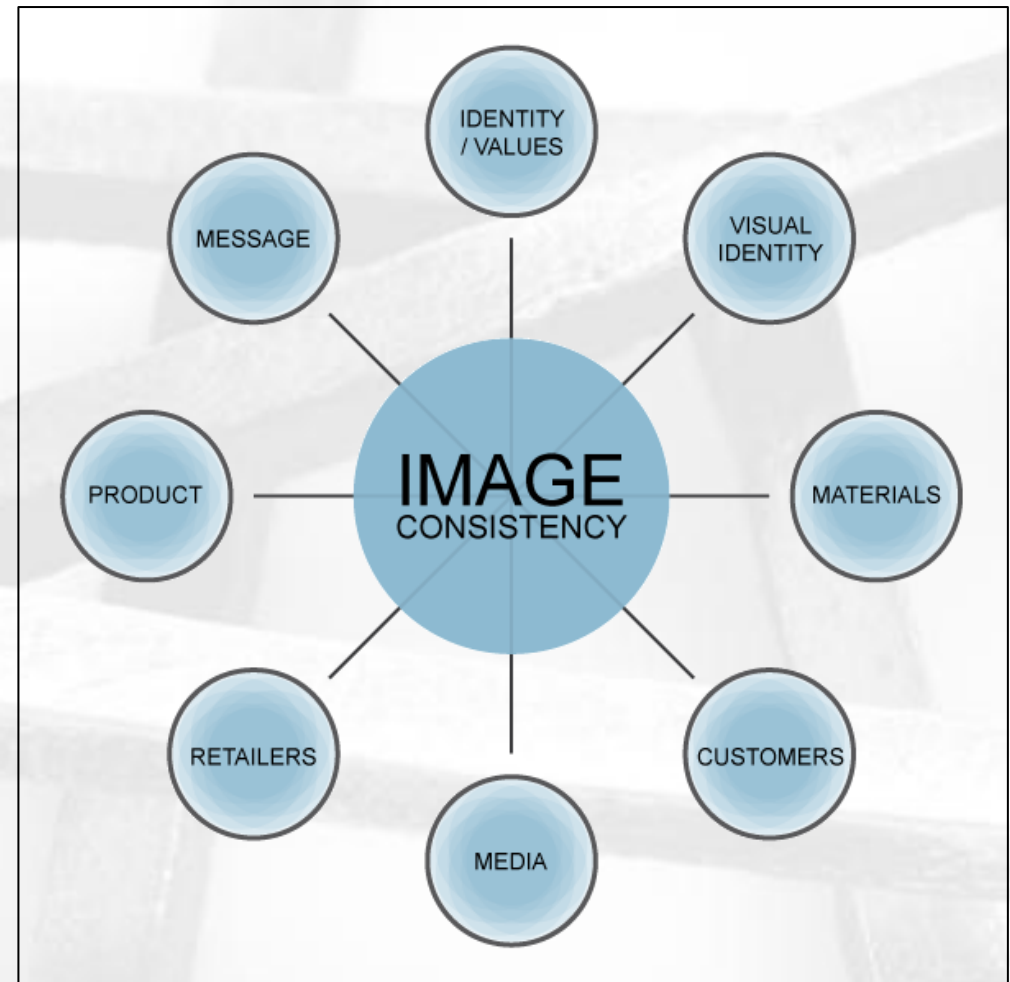 IDENTITY
/ VALUES
VISUAL
IDENTITY
MESSAGE
PRODUCT
IMAGE
CONSISTENCY
MATERIALS
RETAILERS
CUSTOMERS
MEDIA